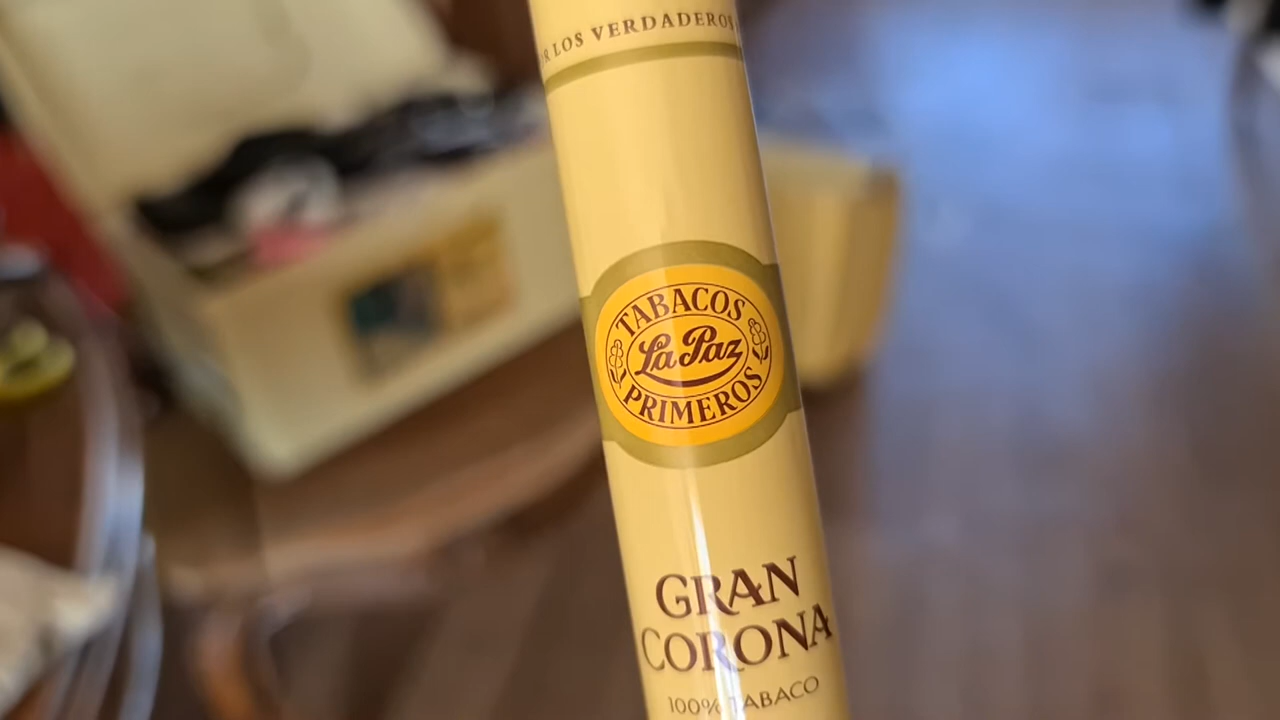 LOS VERDADEROS
TABACOS
La Paz
PRIMEROS
GRAN
CORONA
100% TABACO